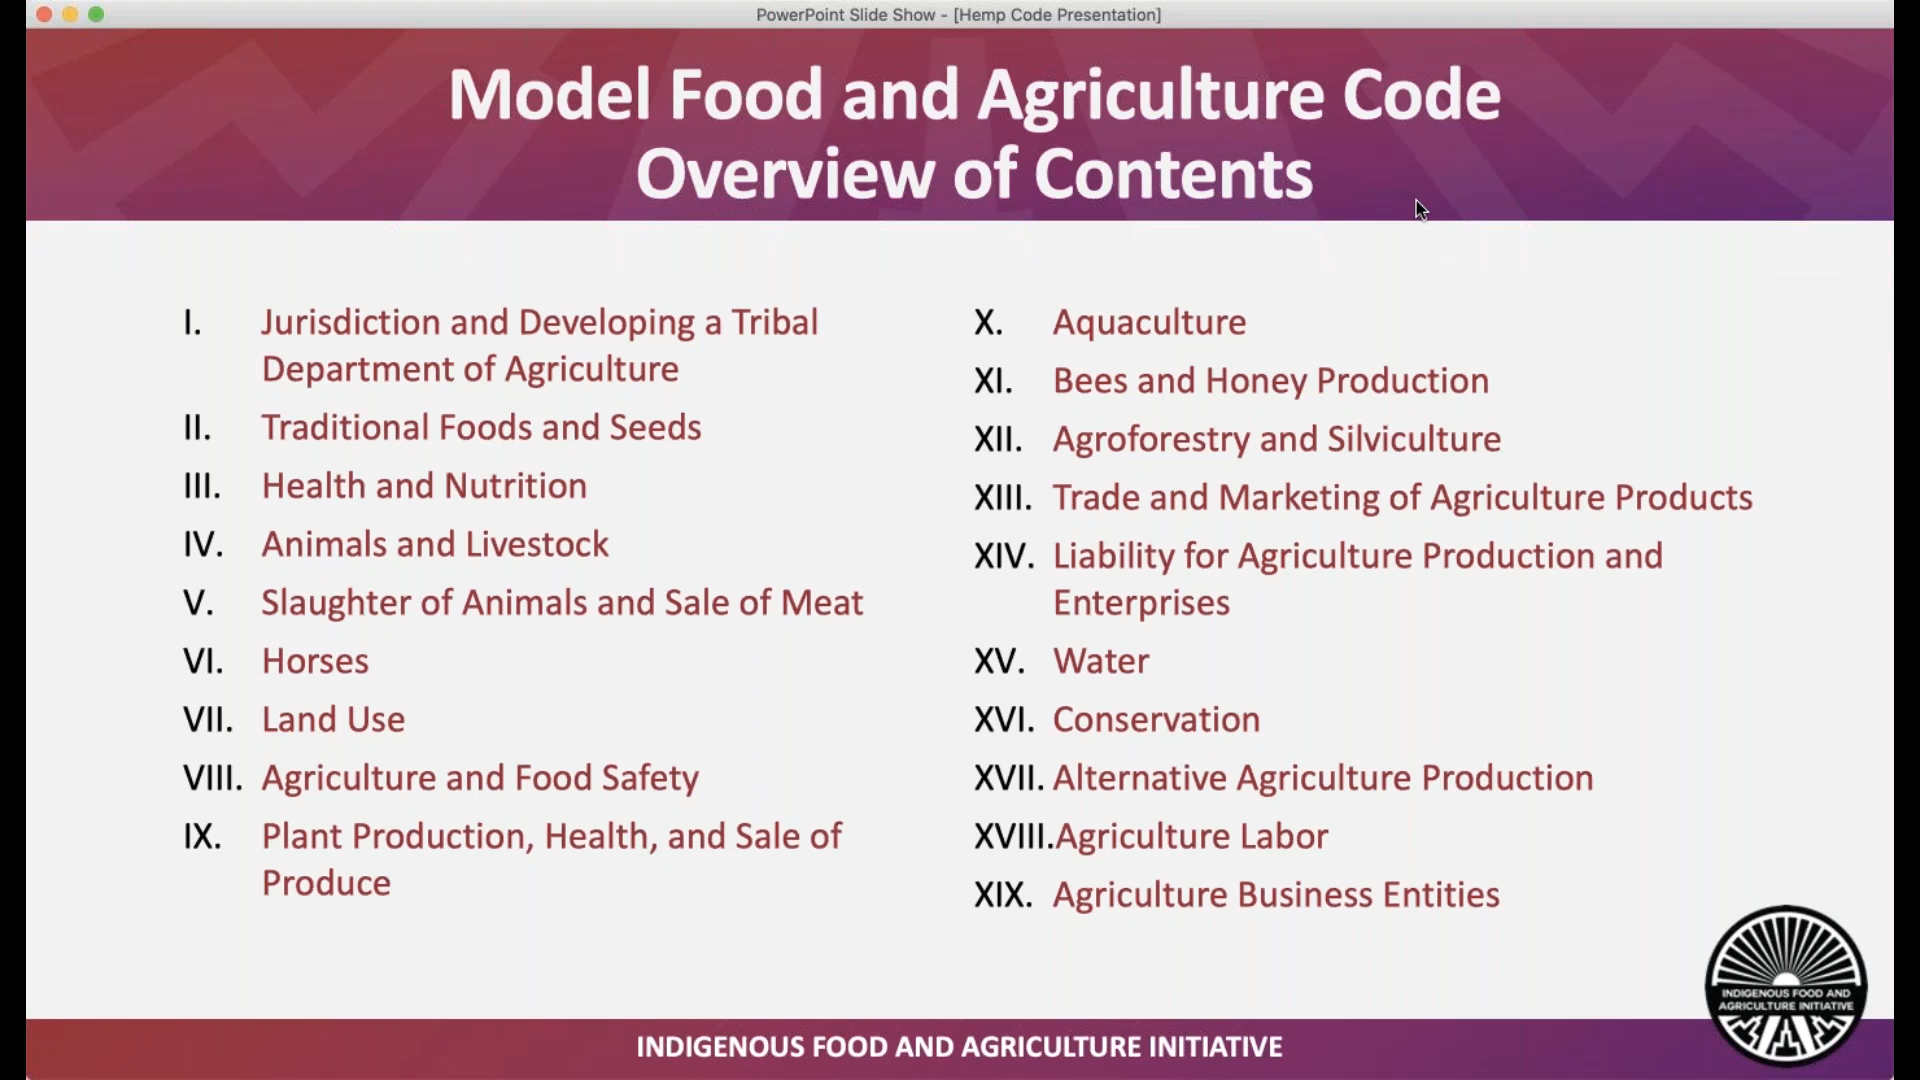 PowerPoint Slide Show - [Hemp Code Presentation]
Model Food and Agriculture Code
Overview of Contents
I. Jurisdiction and Developing a Tribal
Department of Agriculture
II. Traditional Foods and Seeds
III. Health and Nutrition
IV. Animals and Livestock
V. Slaughter of Animals and Sale of Meat
VI. Horses
VII. Land Use
VIII. Agriculture and Food Safety
IX. Plant Production, Health, and Sale of
Produce
X. Aquaculture
XI. Bees and Honey Production
XII. Agroforestry and Silviculture
XIII. Trade and Marketing of Agriculture Products
XIV. Liability for Agriculture Production and
Enterprises
XV. Water
XVI. Conservation
XVII. Alternative Agriculture Production
XVIII.Agriculture Labor
XIX. Agriculture Business Entities
INDIGENOUS FOOD AND
AGRICULTURE INITIATIVE
INDIGENOUS FOOD AND AGRICULTURE INITIATIVE